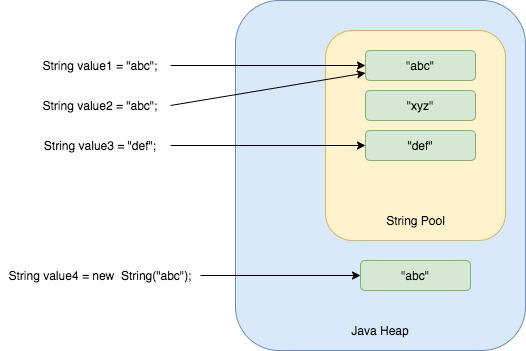 String value1 = "abc";
"abc"
String value2 = "abc";
"xyz"
String value3 = "def";
"def"
String Pool
String value4 = new String("abc");
"abc"
Java Heap